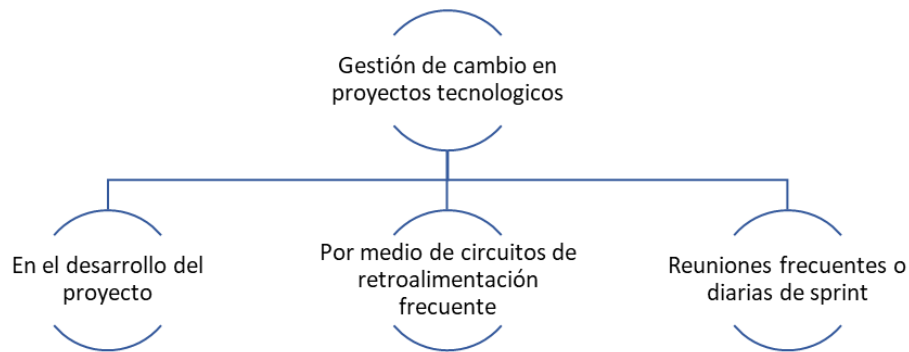 Gestión de cambio en
proyectos tecnologicos
En el desarrollo del
proyecto
Por medio de circuitos de
retroalimentación
frecuente
Reuniones frecuentes o
diarias de sprint